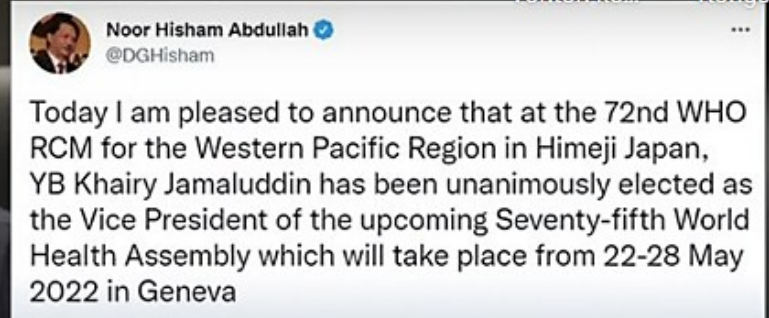 Noor Hisham Abdullah
@DGHisham
Today I am pleased to announce that at the 72nd WHO
RCM for the Western Pacific Region in Himeji Japan,
YB Khairy Jamaluddin has been unanimously elected as
the Vice President of the upcoming Seventy-fifth World
Health Assembly which will take place from 22-28 May
2022 in Geneva